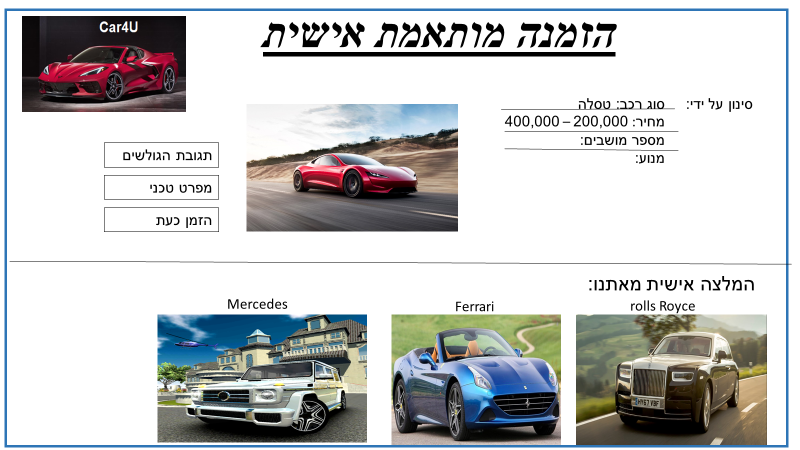 Car4U
הזמנה מותאמת אישית
סינון על ידי:
סוג רכב: טסלה
מחיר: 200,000 – 400,000
מספר מושבים:
מנוע:
תגובת הגולשים
מפרט טכני
הזמן כעת
המלצה אישית מאתנו:
rolls Royce
Ferrari
Mercedes